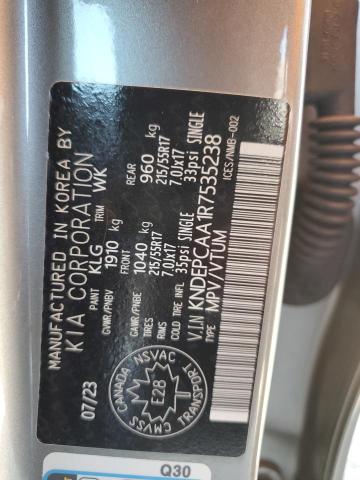 MANUFACTURED IN KOREA BY
KIA CORPORATION
07/23 PAINT KLG TRIM WK
GVWR/PNBV 1910 kg
FRONT REAR
GAWR/PNBE 1040 kg 960 kg
TIRES 215/55R17 215/55R17
RIMS 7.0Jx17 7.0Jx17
COLD TIRE INFL 35psi SINGLE 33psi SINGLE
V.I.N KNDEPCAA1R7535238
TYPE MPV/VTUM ICES/NMB-002
CANADA NSVAC
E28
CMVSS TRANSPORT
Q30